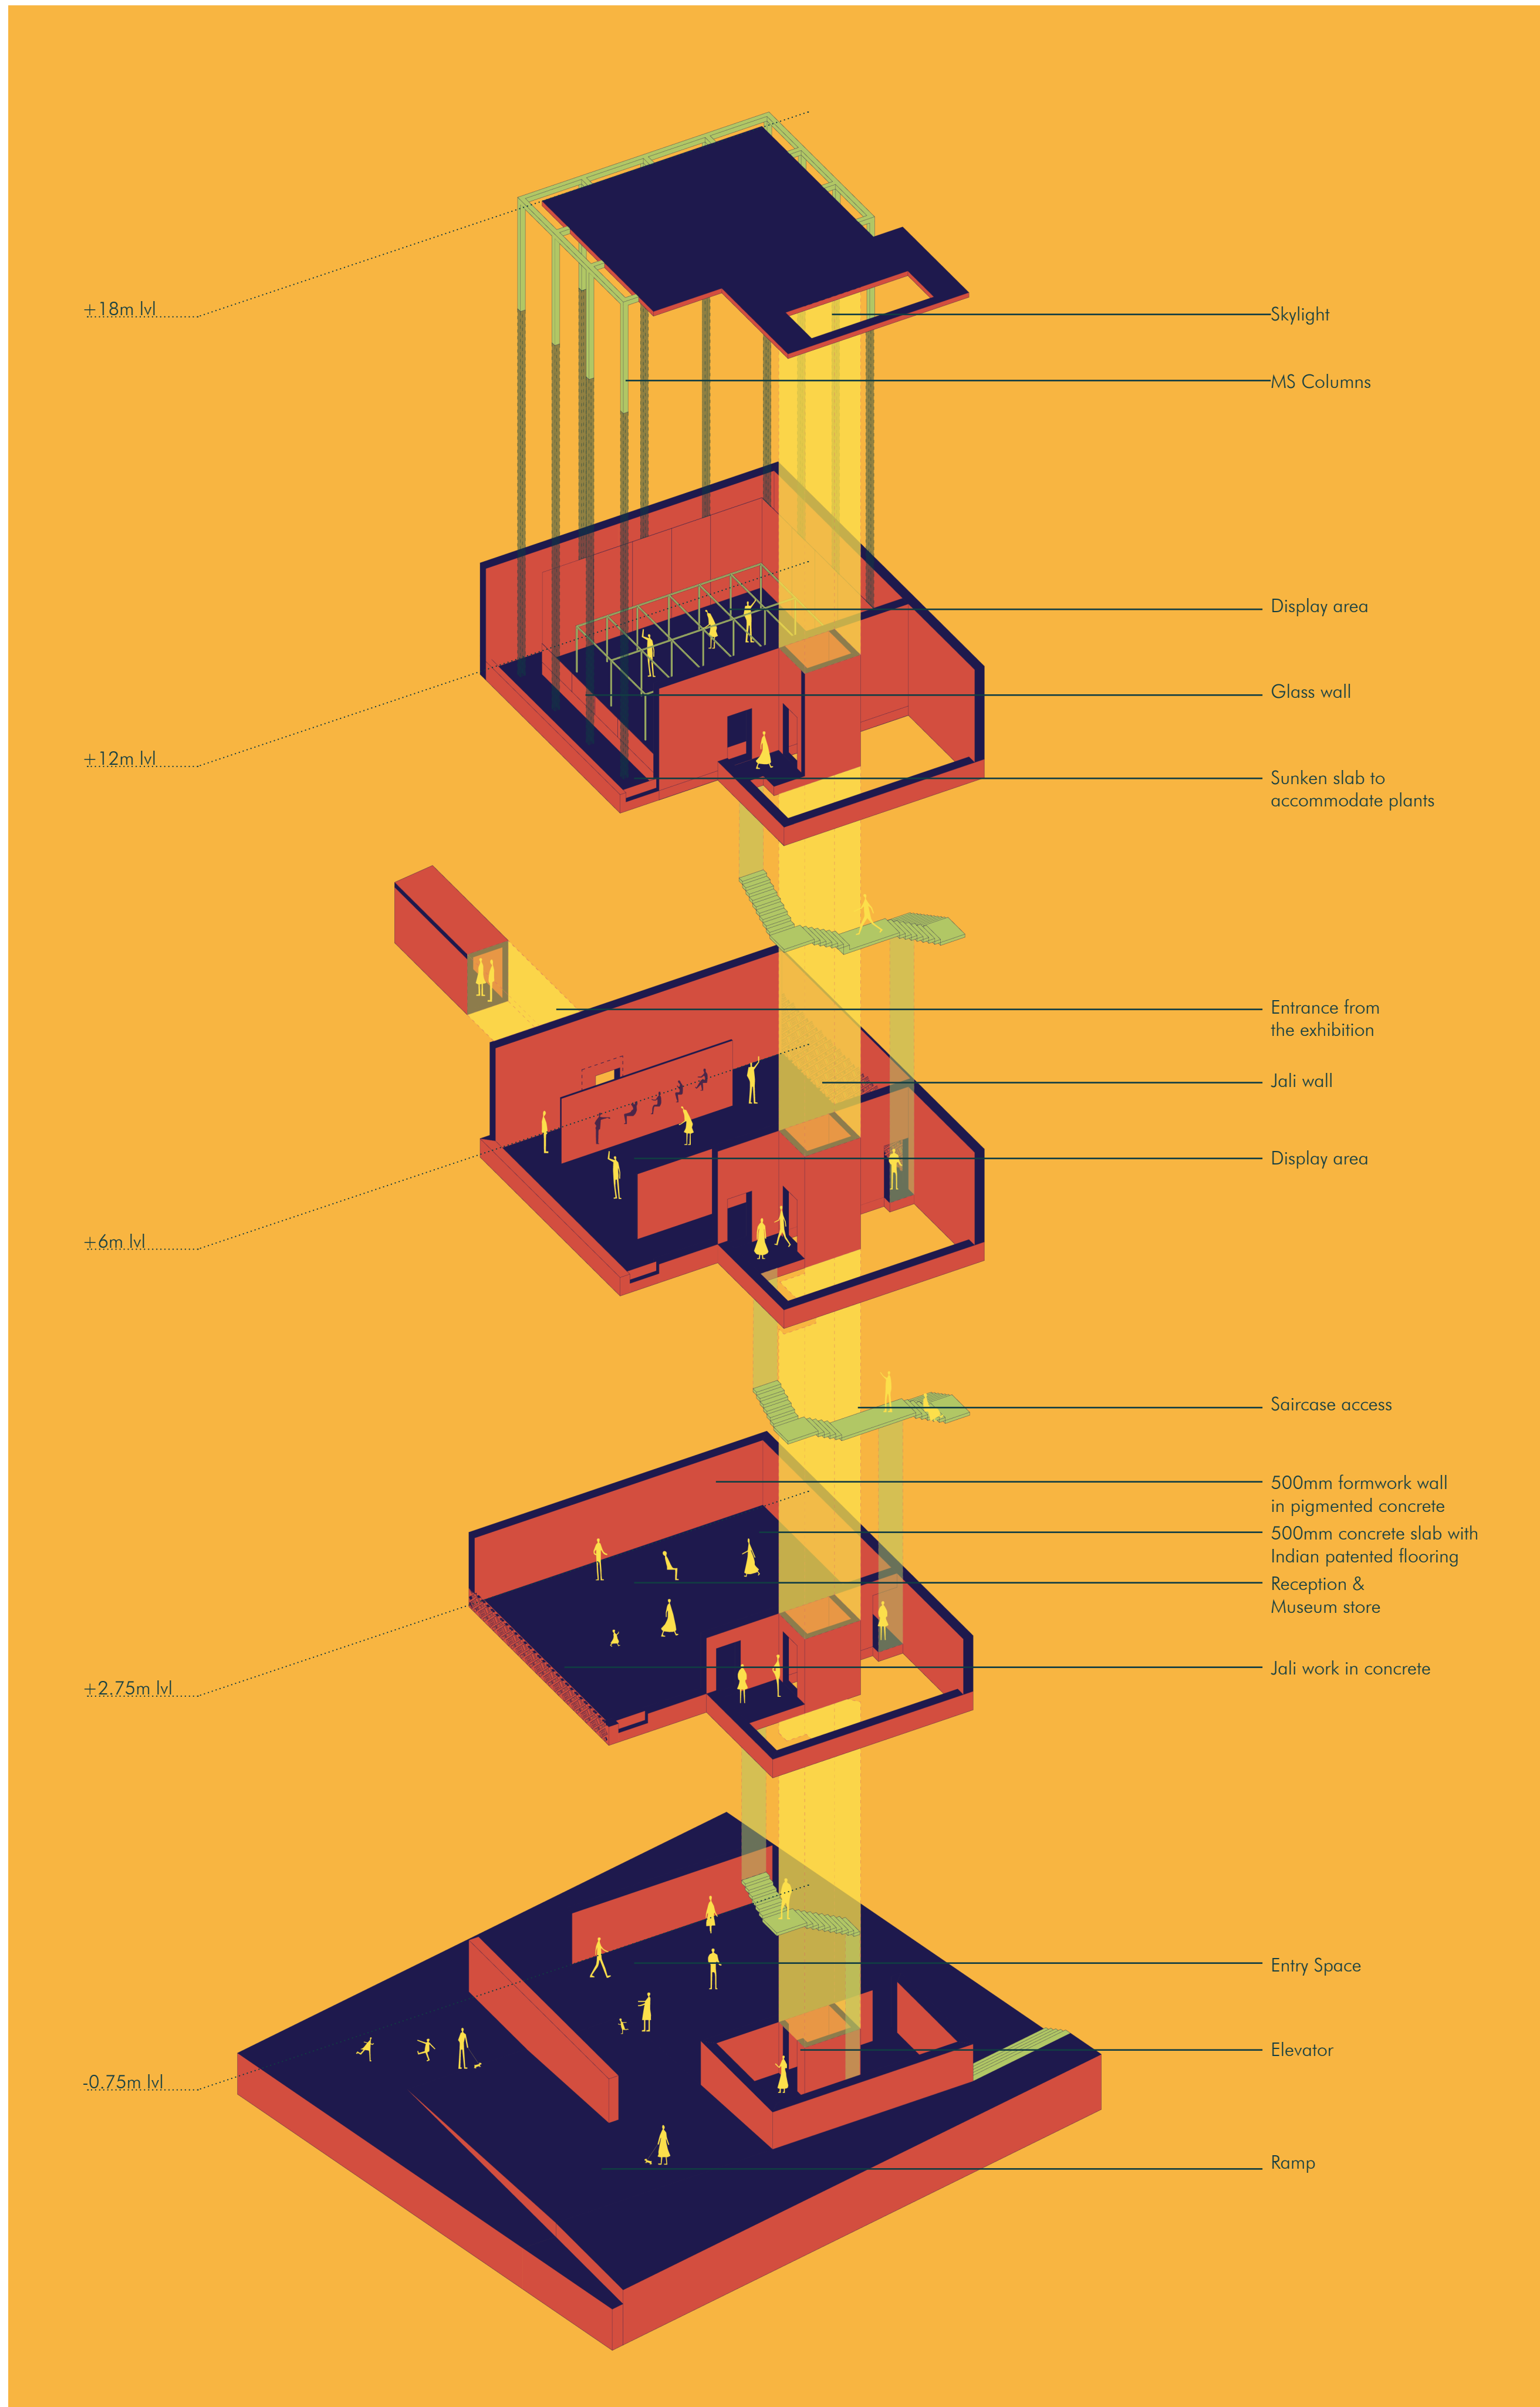 +18m lvl
Skylight
MS Columns
Display area
Glass wall
+12m lvl
Sunken slab to
accommodate plants
Entrance from
the exhibition
Jali wall
Display area
+6m lvl
Saircase access
500mm formwork wall
in pigmented concrete
500mm concrete slab with
Indian patented flooring
Reception &
Museum store
Jali work in concrete
+2.75m lvl
Entry Space
Elevator
-0.75m lvl
Ramp